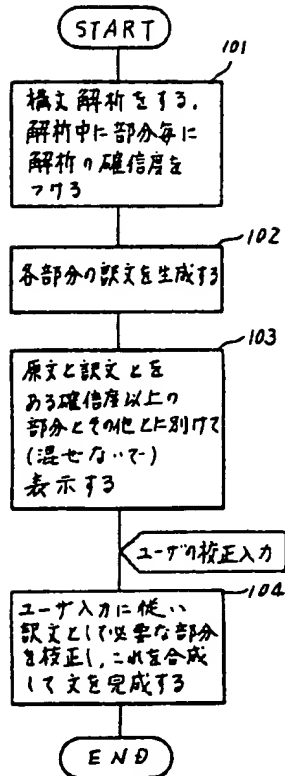 START
101
構文解析をする.
解析中に部分毎に
解析の確信度を
つける
102
各部分の訳文を生成する
103
原文と訳文とを
ある確信度以上の
部分とその他とに別けて
(混せないで)
表示する
ユーザの校正入力
104
ユーザ入力に従い
訳文として必要な部分
を校正し,これを合成
して文を完成する
END